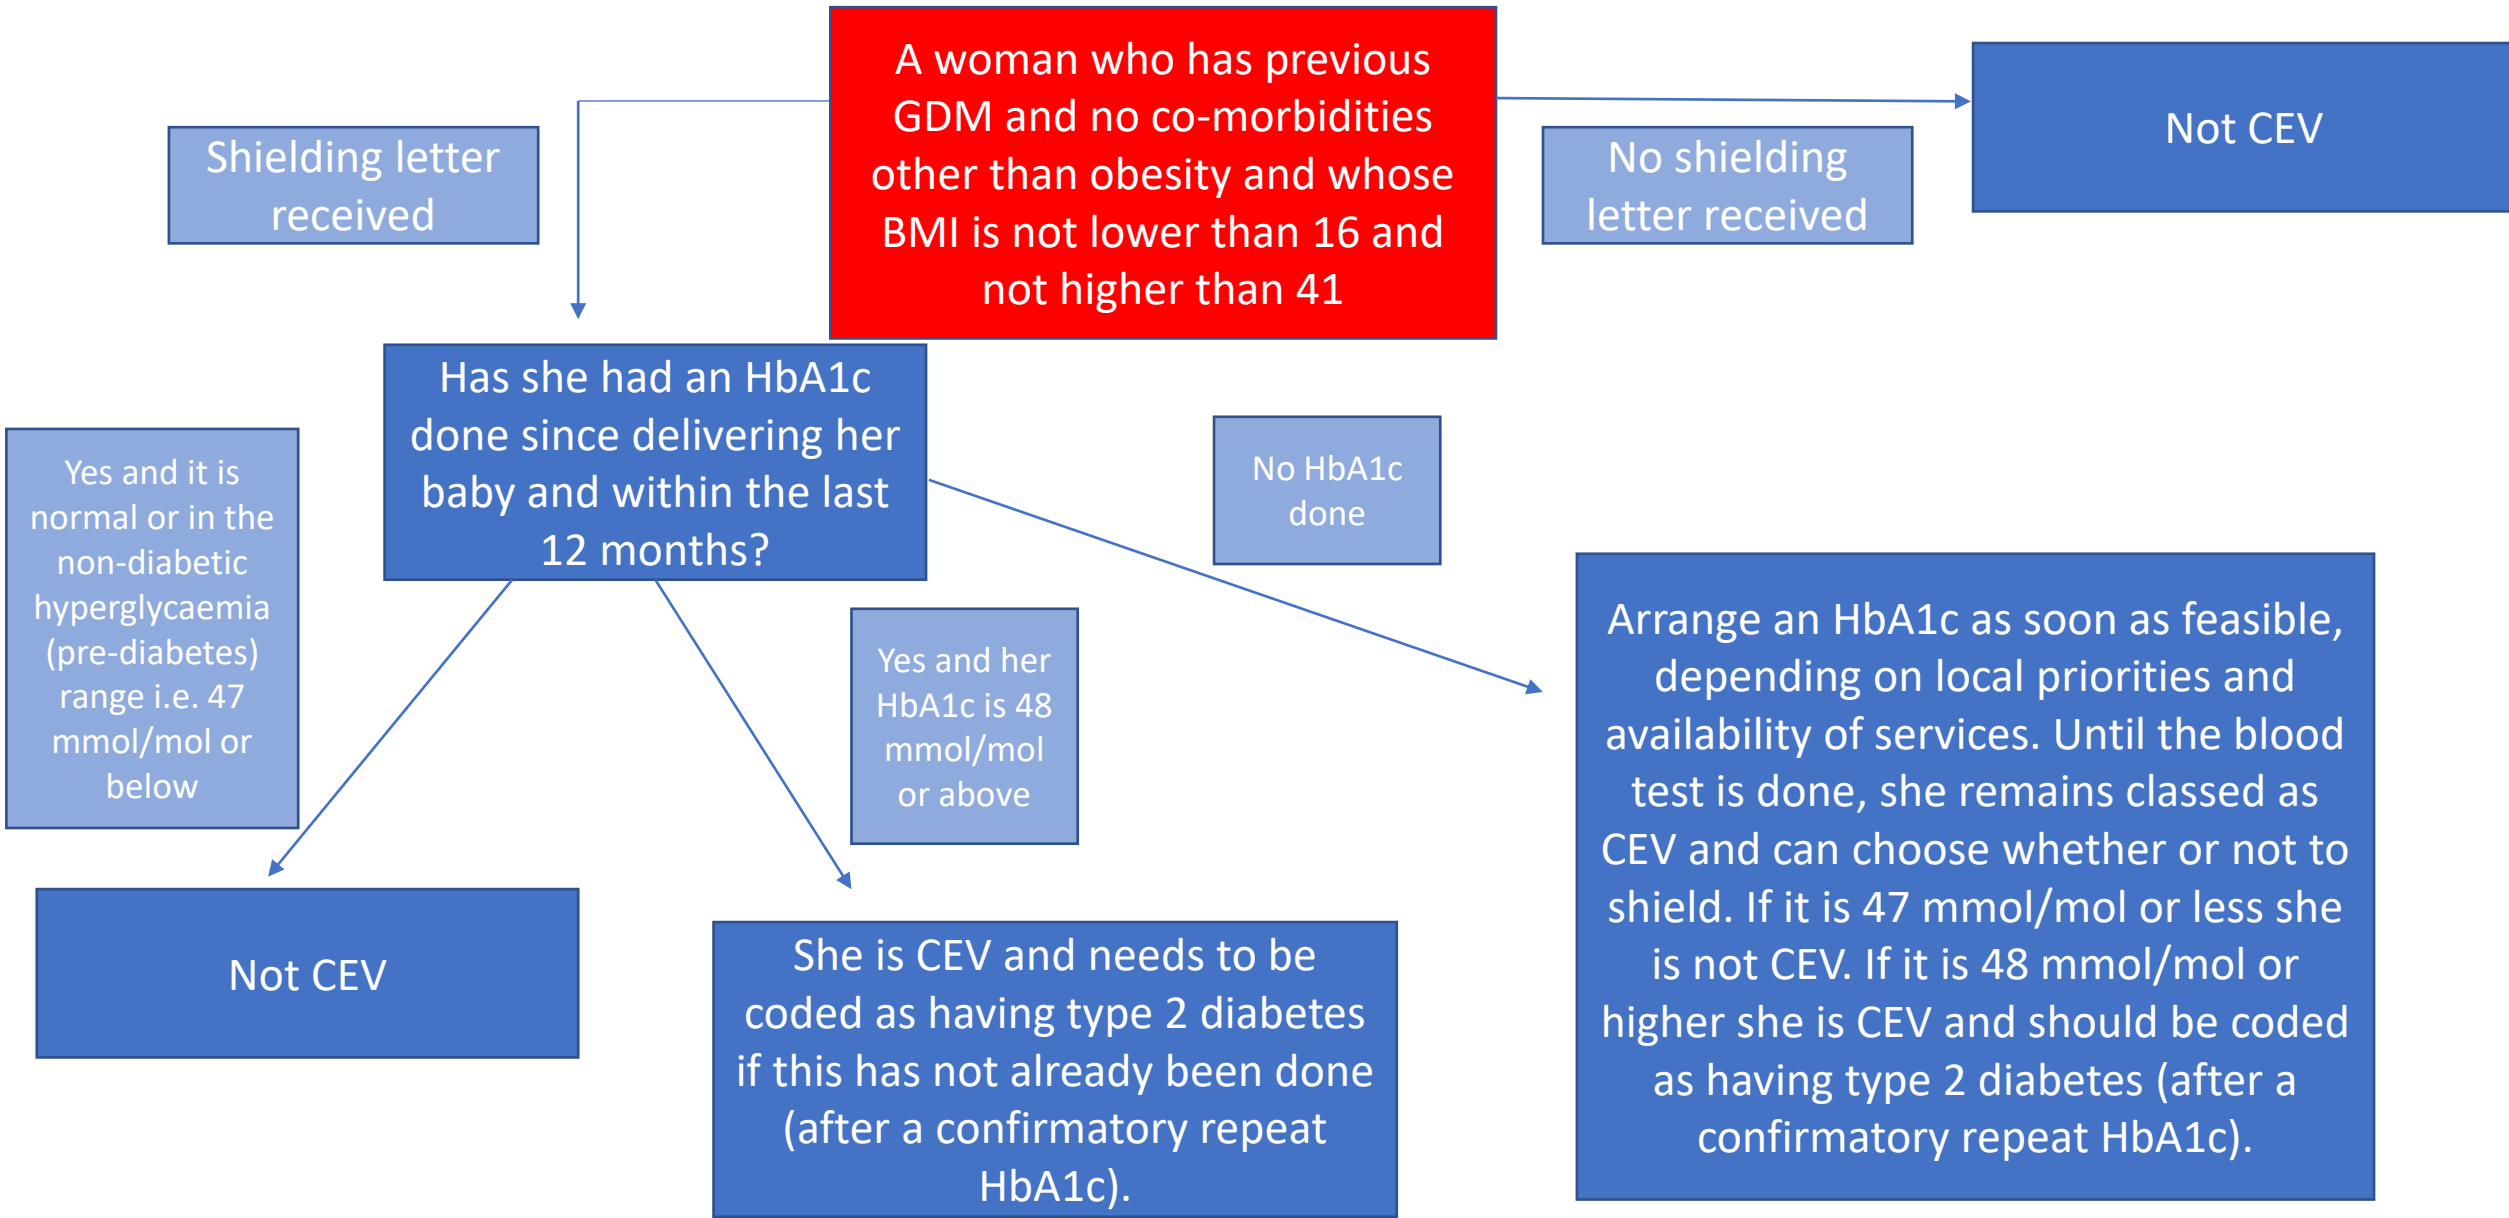 A woman who has previous
GDM and no co-morbidities
other than obesity and whose
BMI is not lower than 16 and
not higher than 41
Not CEV
Shielding letter
received
No shielding
letter received
Has she had an HbA1c
done since delivering her
baby and within the last
12 months?
Yes and it is
normal or in the
non-diabetic
hyperglycaemia
(pre-diabetes)
range i.e. 47
mmol/mol or
below
No HbA1c
done
Yes and her
HbA1c is 48
mmol/mol
or above
Arrange an HbA1c as soon as feasible,
depending on local priorities and
availability of services. Until the blood
test is done, she remains classed as
CEV and can choose whether or not to
shield. If it is 47 mmol/mol or less she
is not CEV. If it is 48 mmol/mol or
higher she is CEV and should be coded
as having type 2 diabetes (after a
confirmatory repeat HbA1c).
Not CEV
She is CEV and needs to be
coded as having type 2 diabetes
if this has not already been done
(after a confirmatory repeat
HbA1c).